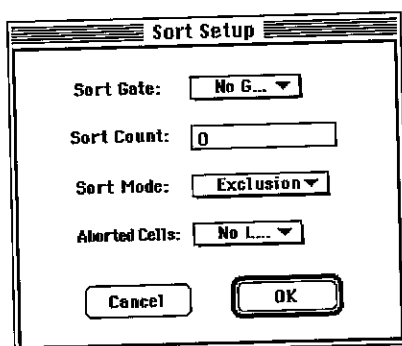 Sort Setup
Sort Gate: No G...
Sort Count: 0
Sort Mode: Exclusion
Aborted Cells: No L...
Cancel OK